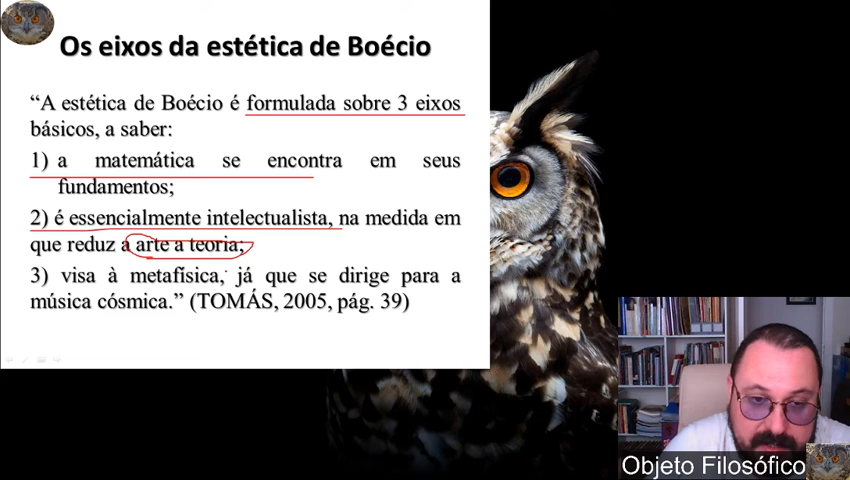 Os eixos da estética de Boécio
“A estética de Boécio é formulada sobre 3 eixos
básicos, a saber:
1) a matemática se encontra em seus
fundamentos;
2) é essencialmente intelectualista, na medida em
que reduz a arte a teoria;
3) visa à metafísica, já que se dirige para a
música cósmica.” (TOMÁS, 2005, pág. 39)
Objeto Filosófico